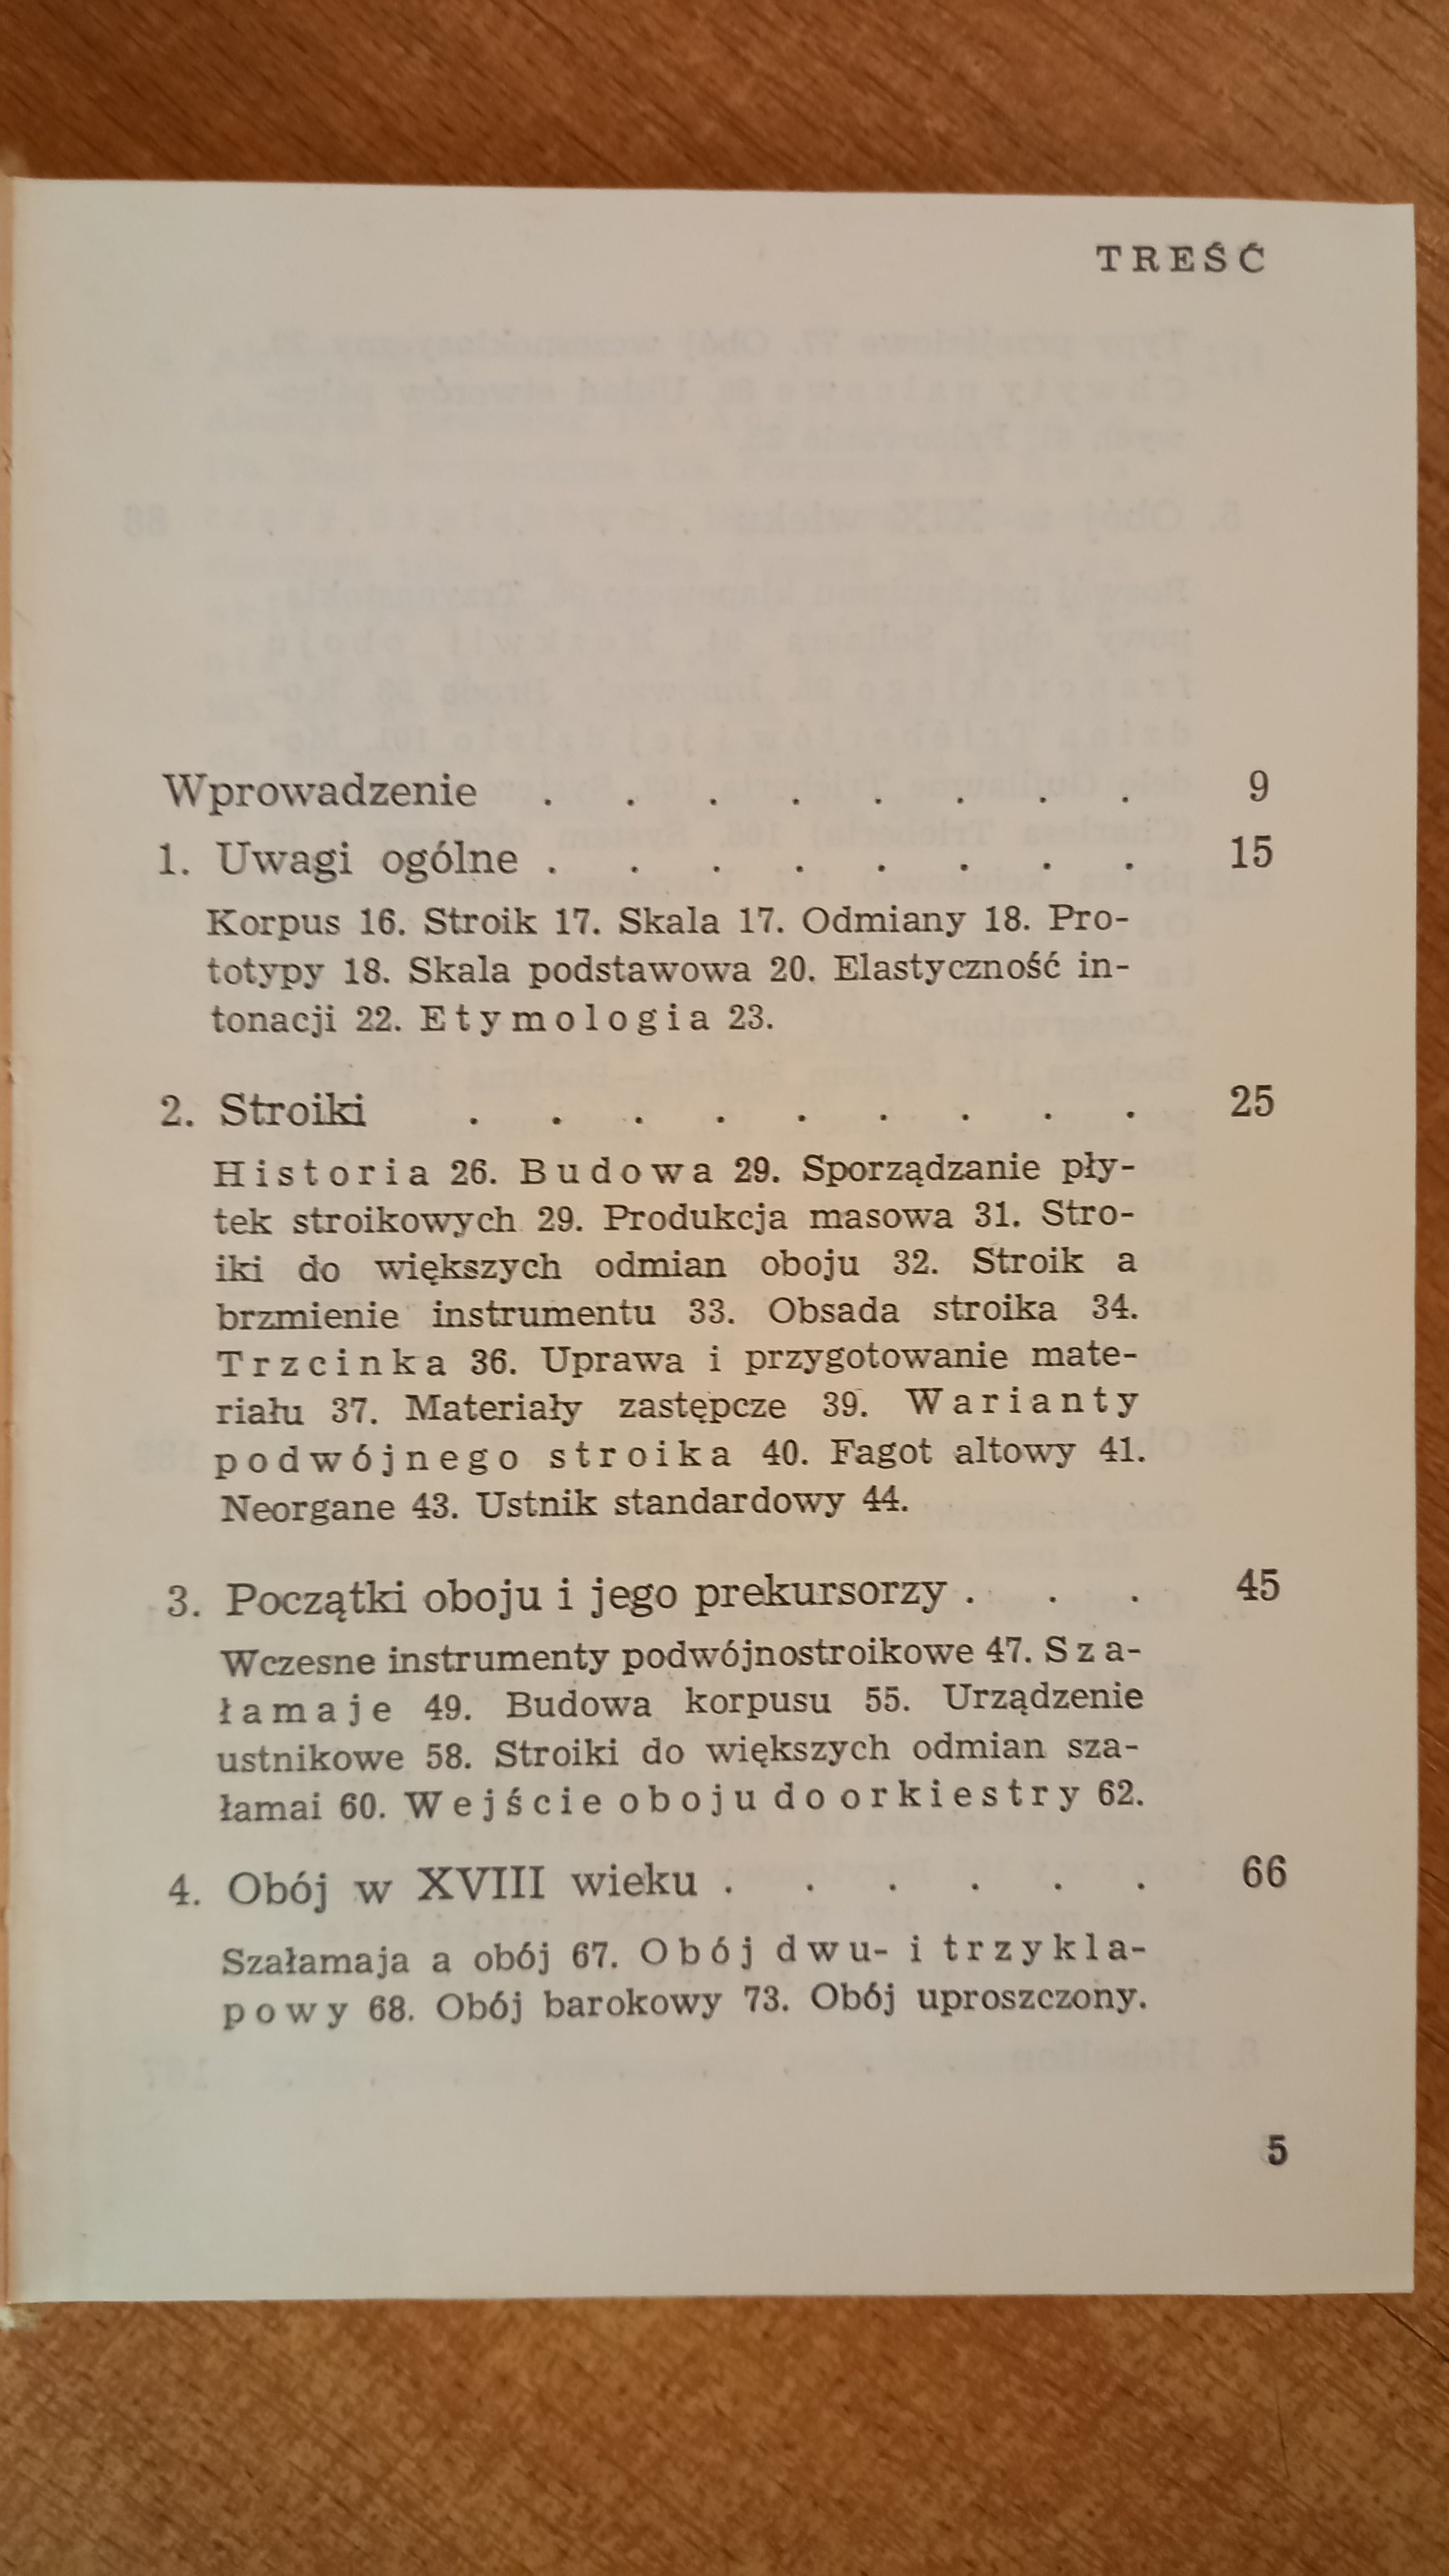 TREŚĆ
Wprowadzenie . . . . . . . . 9
1. Uwagi ogólne . . . . . . . . 15
Korpus 16. Stroik 17. Skala 17. Odmiany 18. Pro-
totypy 18. Skala podstawowa 20. Elastyczność in-
tonacji 22. Etymologia 23.
2. Stroiki . . . . . . . . . 25
Historia 26. Budowa 29. Sporządzanie pły-
tek stroikowych 29. Produkcja masowa 31. Stro-
iki do większych odmian oboju 32. Stroik a
brzmienie instrumentu 33. Obsada stroika 34.
Trzcinka 36. Uprawa i przygotowanie mate-
riału 37. Materiały zastępcze 39. Warianty
podwójnego stroika 40. Fagot altowy 41.
Neorgane 43. Ustnik standardowy 44.
3. Początki oboju i jego prekursorzy . . . 45
Wczesne instrumenty podwójnostroikowe 47. Sza-
łamaje 49. Budowa korpusu 55. Urządzenie
ustnikowe 58. Stroiki do większych odmian sza-
łamai 60. Wejście oboju do orkiestry 62.
4. Obój w XVIII wieku . . . . . . 66
Szałamaja a obój 67. Obój dwu- i trzykla-
powy 68. Obój barokowy 73. Obój uproszczony.
5